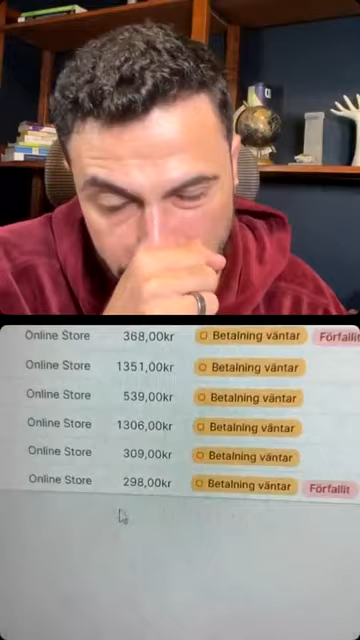 Online Store 368,00kr Betalning väntar Förfallit
Online Store 1351,00kr Betalning väntar
Online Store 539,00kr Betalning väntar
Online Store 1306,00kr Betalning väntar
Online Store 309,00kr Betalning väntar
Online Store 298,00kr Betalning väntar Förfallit